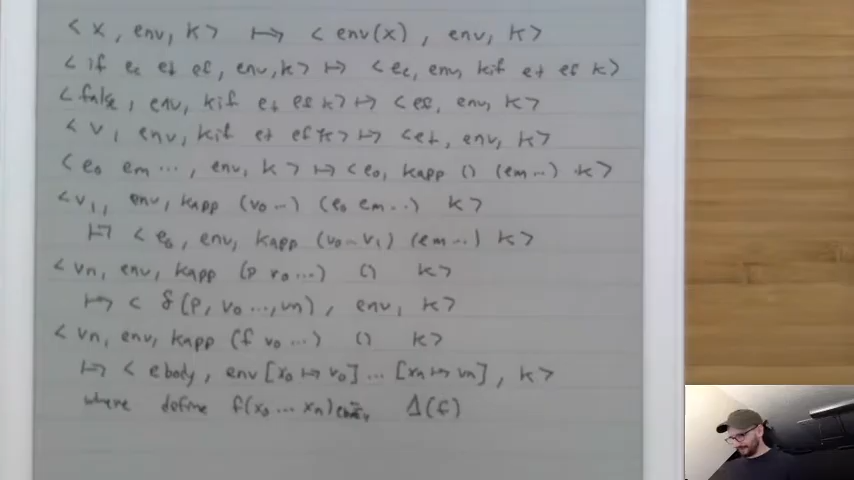 < x , env, k > ↦ < env(x) , env, k >
< if ec et ef , env, k > ↦ < ec, env, kif et ef k >
< false , env, kif et ef k > ↦ < ef, env, k >
< v , env, kif et ef k > ↦ < et, env, k >
< e0 em ... , env, k > ↦ < e0, kapp () (em ...) k >
< v1, env, kapp (v0 ...) (e0 em ...) k >
↦ < e0, env, kapp (v0 ... v1) (em ...) k >
< vn, env, kapp (p v0 ...) () k >
↦ < δ(p, v0 ..., vn), env, k >
< vn, env, kapp (f v0 ...) () k >
↦ < ebody, env[x0 ↦ v0] ... [xn ↦ vn], k >
where define f(x0 ... xn) Δ(f)